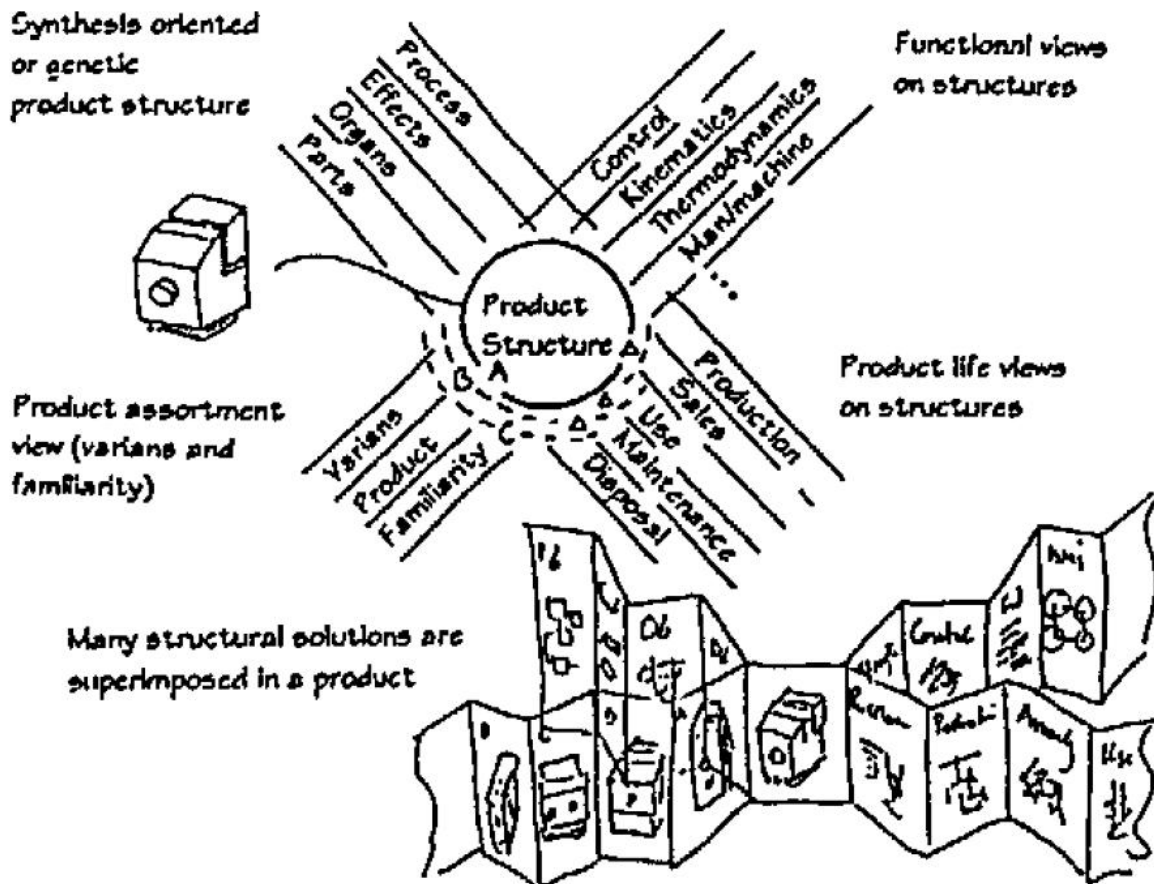 Synthesis oriented
or genetic
product structure
Process
Effects
Organs
Parts
Functional views
on structures
Control
Kinematics
Thermodynamics
Man/machine
...
Product
Structure
A
B
C
Product assortment
view (varians and
familiarity)
Varians
Product
Familiarity
Product life views
on structures
Production
Sales
Use
Maintenance
Disposal
Many structural solutions are
superimposed in a product
Use